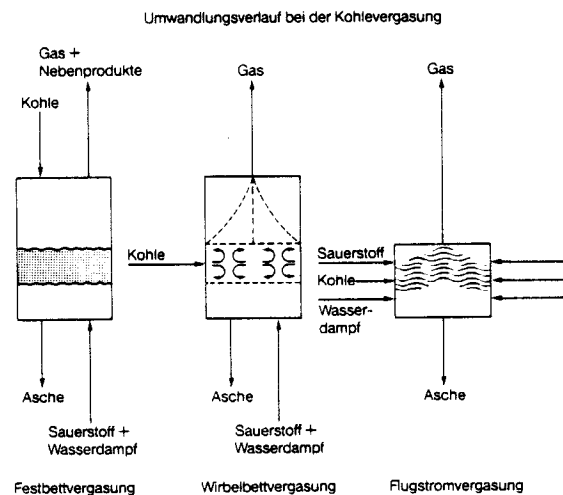 Umwandlungsverlauf bei der Kohlevergasung
Gas +
Nebenprodukte
Kohle
Asche
Sauerstoff +
Wasserdampf
Festbettvergasung
Gas
Kohle
Asche
Sauerstoff +
Wasserdampf
Wirbelbettvergasung
Gas
Sauerstoff
Kohle
Wasser-
dampf
Asche
Flugstromvergasung